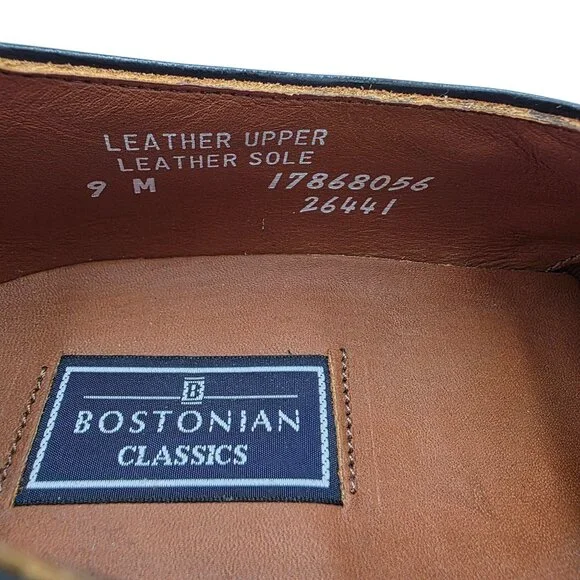 LEATHER UPPER
LEATHER SOLE
9 M 17868056
26441
B
BOSTONIAN
CLASSICS